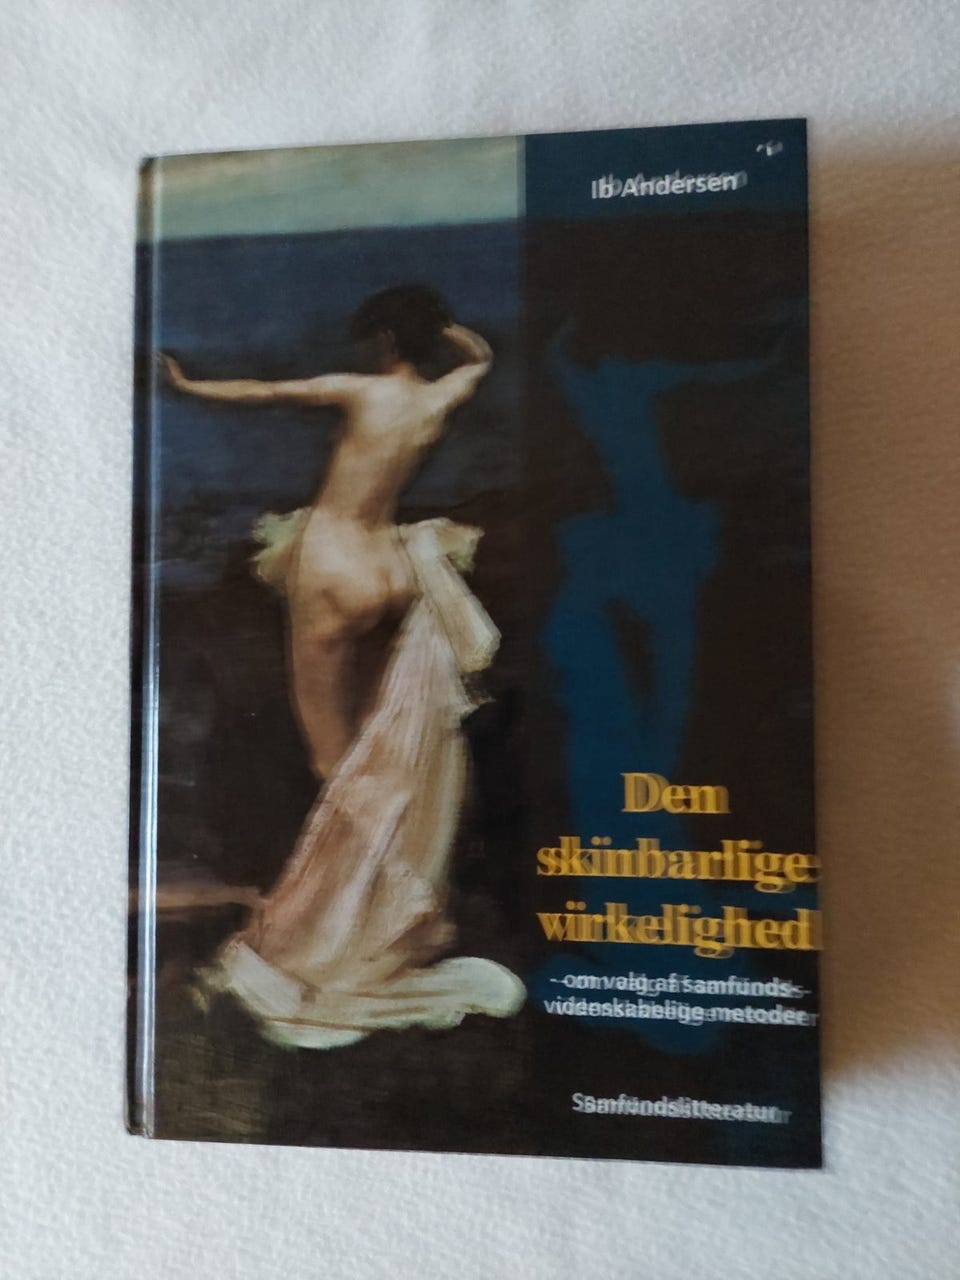 Ib Andersen
Den
skinbarlige
virkelighed
- om valg af samfunds-
videnskabelige metoder
Samfundslitteratur